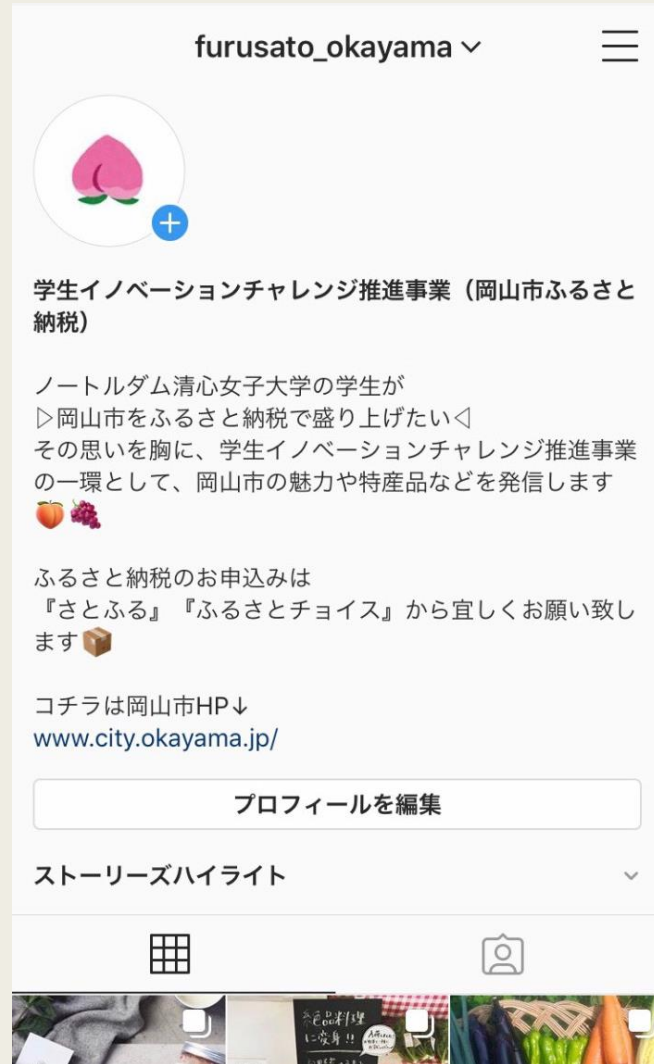 furusato_okayama
学生イノベーションチャレンジ推進事業（岡山市ふるさと
納税）
ノートルダム清心女子大学の学生が
▷岡山市をふるさと納税で盛り上げたい◁
その思いを胸に、学生イノベーションチャレンジ推進事業
の一環として、岡山市の魅力や特産品などを発信します
🍑🍇
ふるさと納税のお申込みは
『さとふる』『ふるさとチョイス』から宜しくお願い致し
ます📦
コチラは岡山市HP↓
www.city.okayama.jp/
プロフィールを編集
ストーリーズハイライト
に変身!!